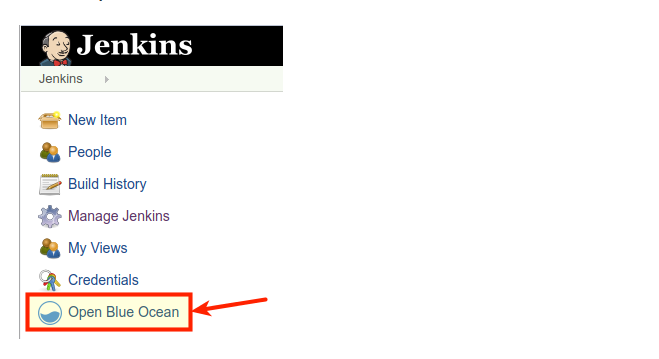 Jenkins
Jenkins
New Item
People
Build History
Manage Jenkins
My Views
Credentials
Open Blue Ocean